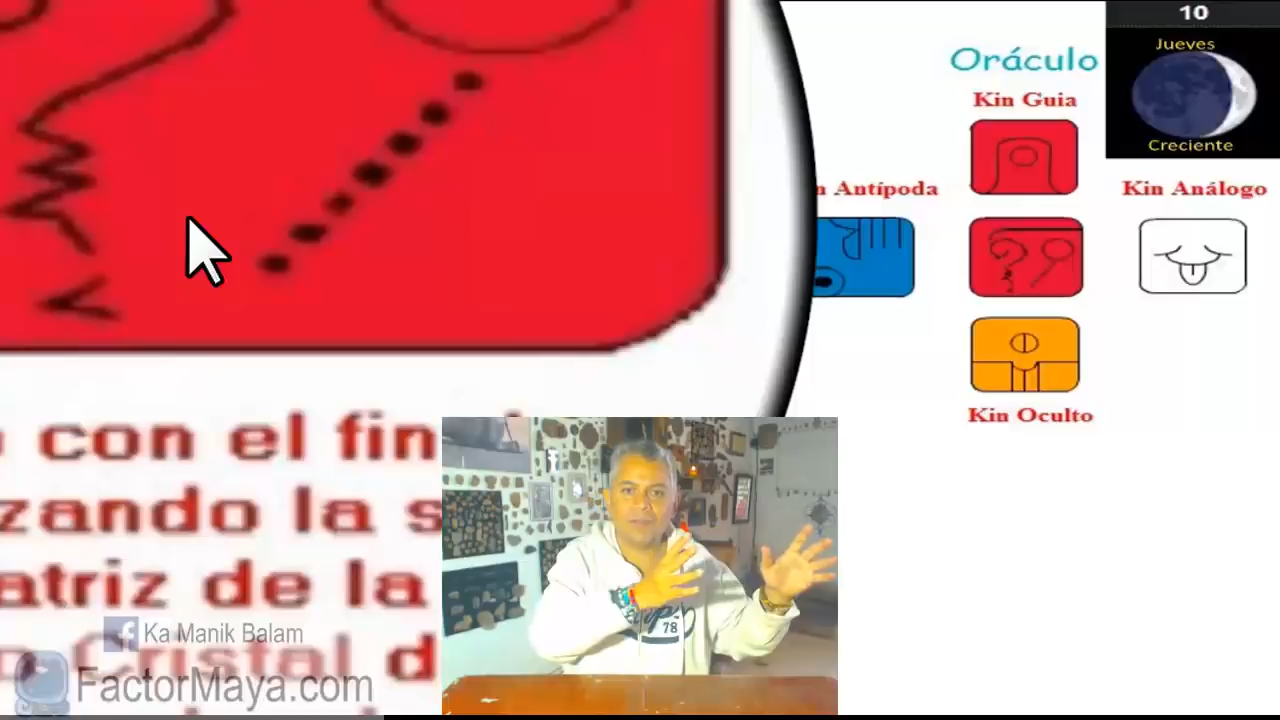 10
Jueves
Creciente
Oráculo
Kin Guia
Antípoda
Kin Análogo
Kin Oculto
con el fin
zando la s
atriz de la
Cristal d
78
Ka Manik Balam
FactorMaya.com